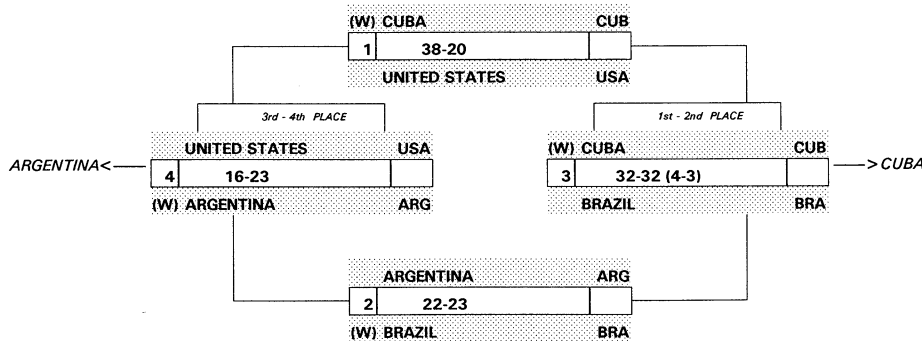 (W) CUBA CUB
1 38-20
UNITED STATES USA
3rd - 4th PLACE 1st - 2nd PLACE
UNITED STATES USA (W) CUBA CUB
ARGENTINA< 4 16-23 3 32-32 (4-3) >CUBA
(W) ARGENTINA ARG BRAZIL BRA
ARGENTINA ARG
2 22-23
(W) BRAZIL BRA